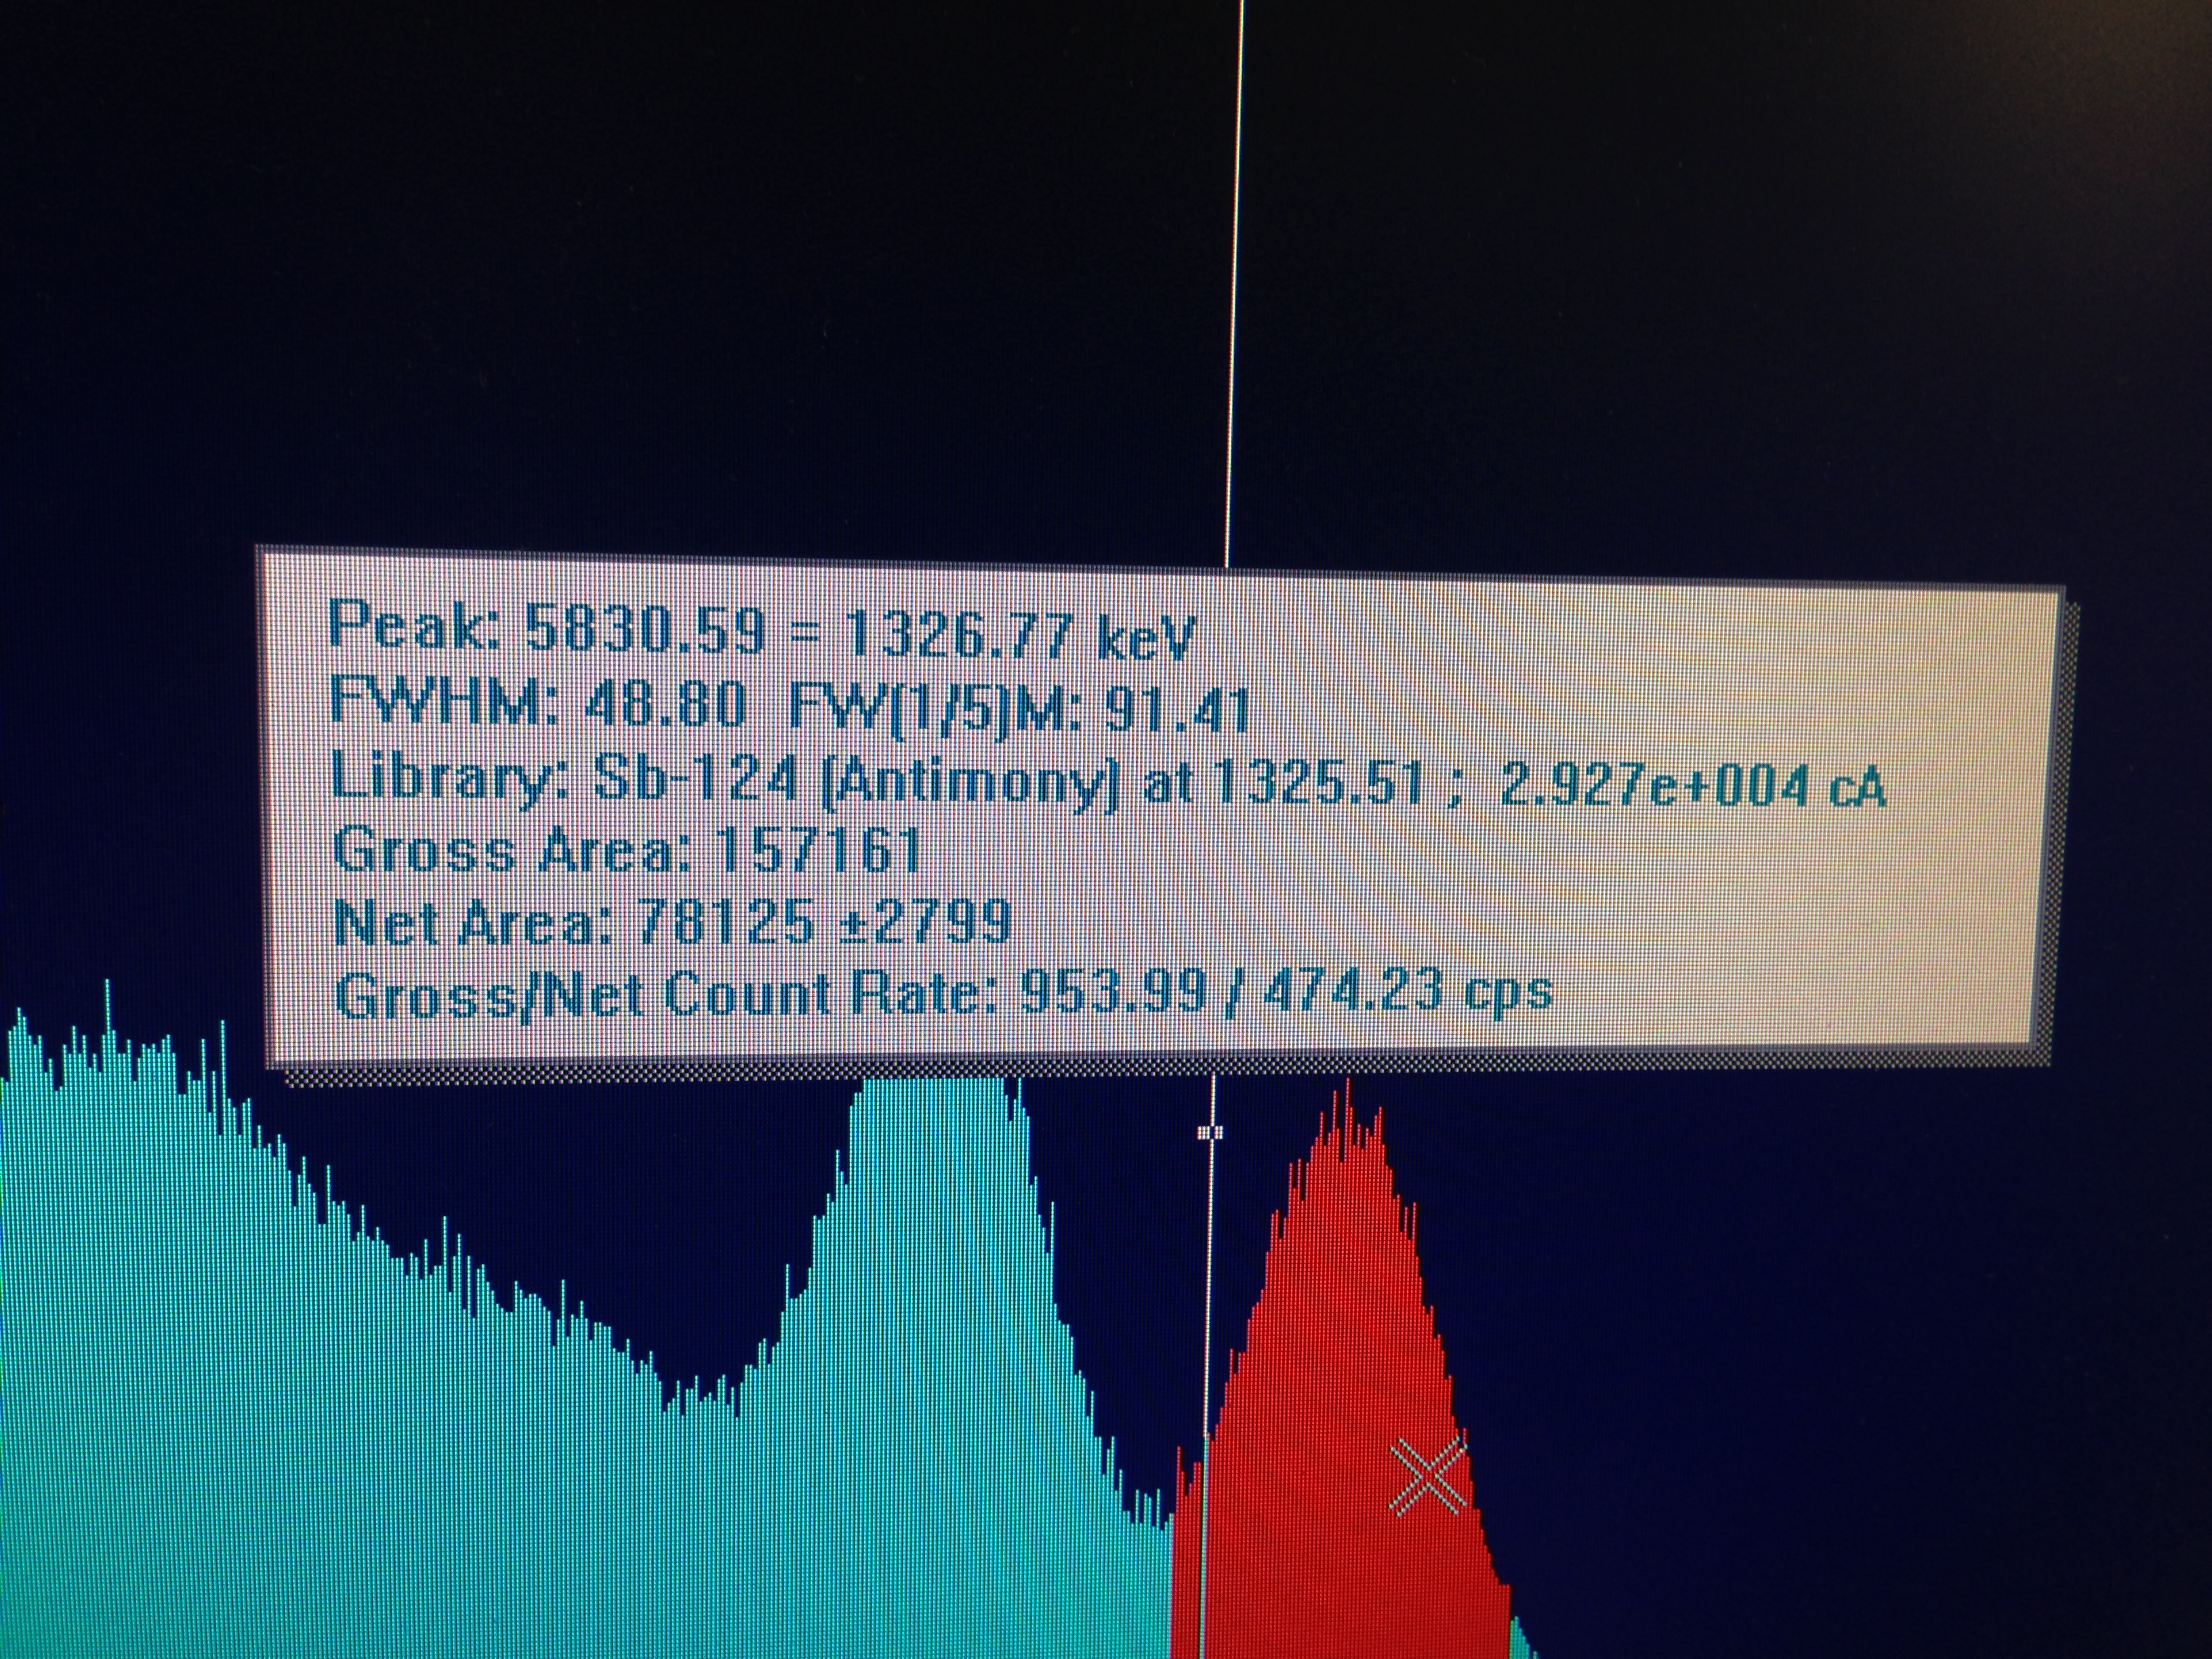 Peak: 5830.59 = 1326.77 keV
FWHM: 48.80 FW(1/5)M: 91.41
Library: Sb-124 (Antimony) at 1325.51 ; 2.927e+004 cA
Gross Area: 157161
Net Area: 78125 ±2799
Gross/Net Count Rate: 953.99 / 474.23 cps